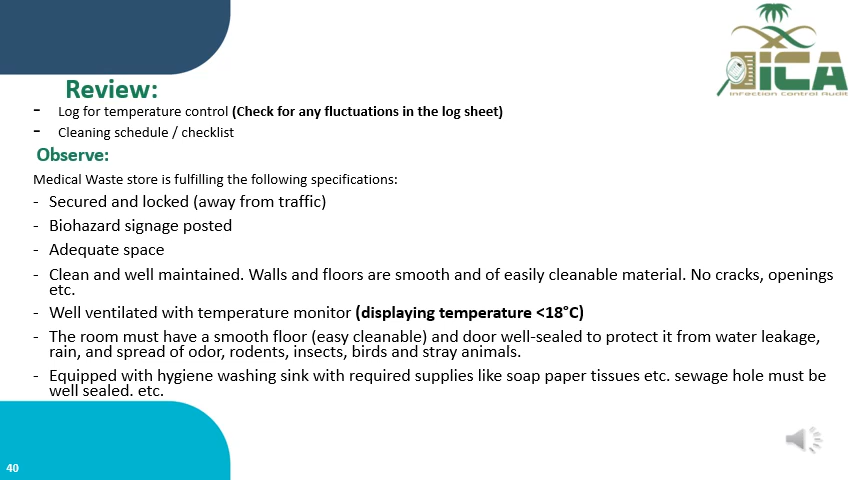 Review:
- Log for temperature control (Check for any fluctuations in the log sheet)
- Cleaning schedule / checklist
Observe:
Medical Waste store is fulfilling the following specifications:
- Secured and locked (away from traffic)
- Biohazard signage posted
- Adequate space
- Clean and well maintained. Walls and floors are smooth and of easily cleanable material. No cracks, openings
etc.
- Well ventilated with temperature monitor (displaying temperature <18°C)
- The room must have a smooth floor (easy cleanable) and door well-sealed to protect it from water leakage,
rain, and spread of odor, rodents, insects, birds and stray animals.
- Equipped with hygiene washing sink with required supplies like soap paper tissues etc. sewage hole must be
well sealed. etc.
ICA
Infection Control Audit
40